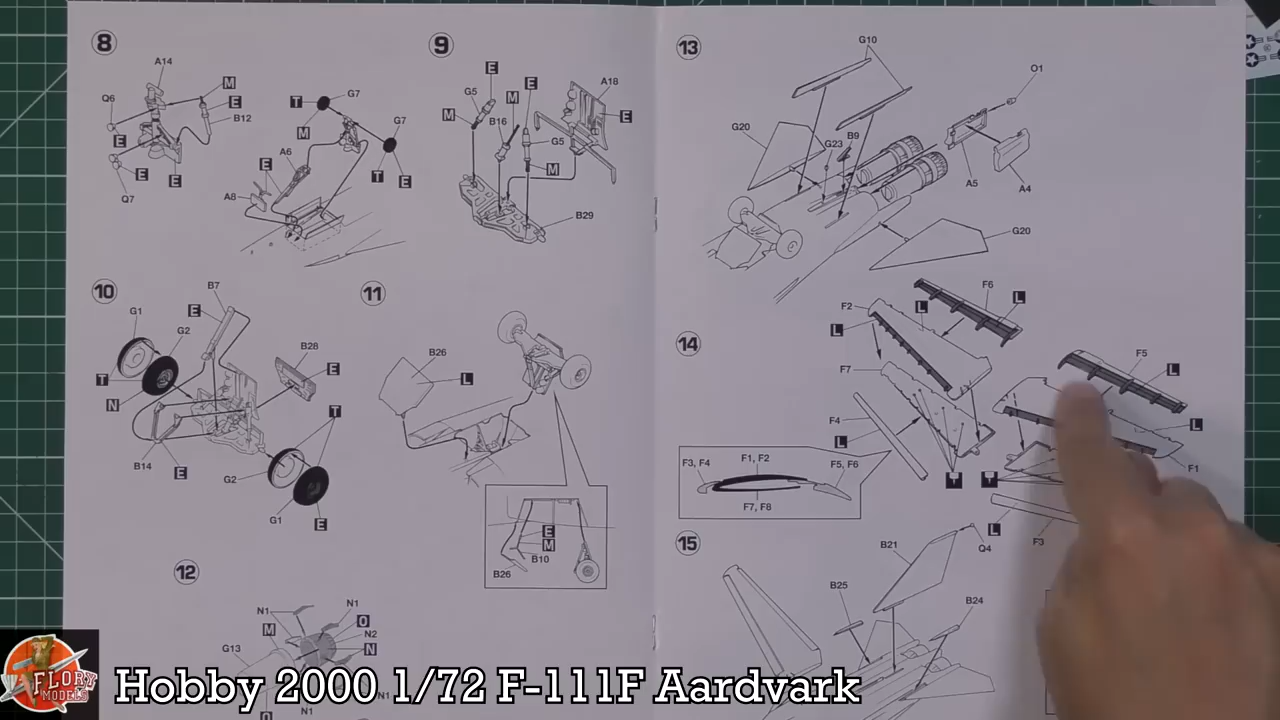 8
A14
Q6
M
E
B12
E
E
E
Q7
T
G7
M
G7
T
E
A6
E
A8
9
E
G5
M
M
B16
E
G5
M
A18
E
B29
10
B7
E
G1
G2
T
N
B28
E
T
B14
E
G2
G1
E
11
B26
L
E
M
B10
B26
12
N1
N1
M
O
N2
N
G13
N1
N1
O
13
G10
O1
G20
G23
B9
A5
A4
G20
14
F2
L
F6
L
L
F7
F4
L
F5
L
L
F1
T
T
F3
F3, F4
F1, F2
F5, F6
F7, F8
15
B21
Q4
L
B25
B24
FLORY
MODELS
Hobby 2000 1/72 F-111F Aardvark